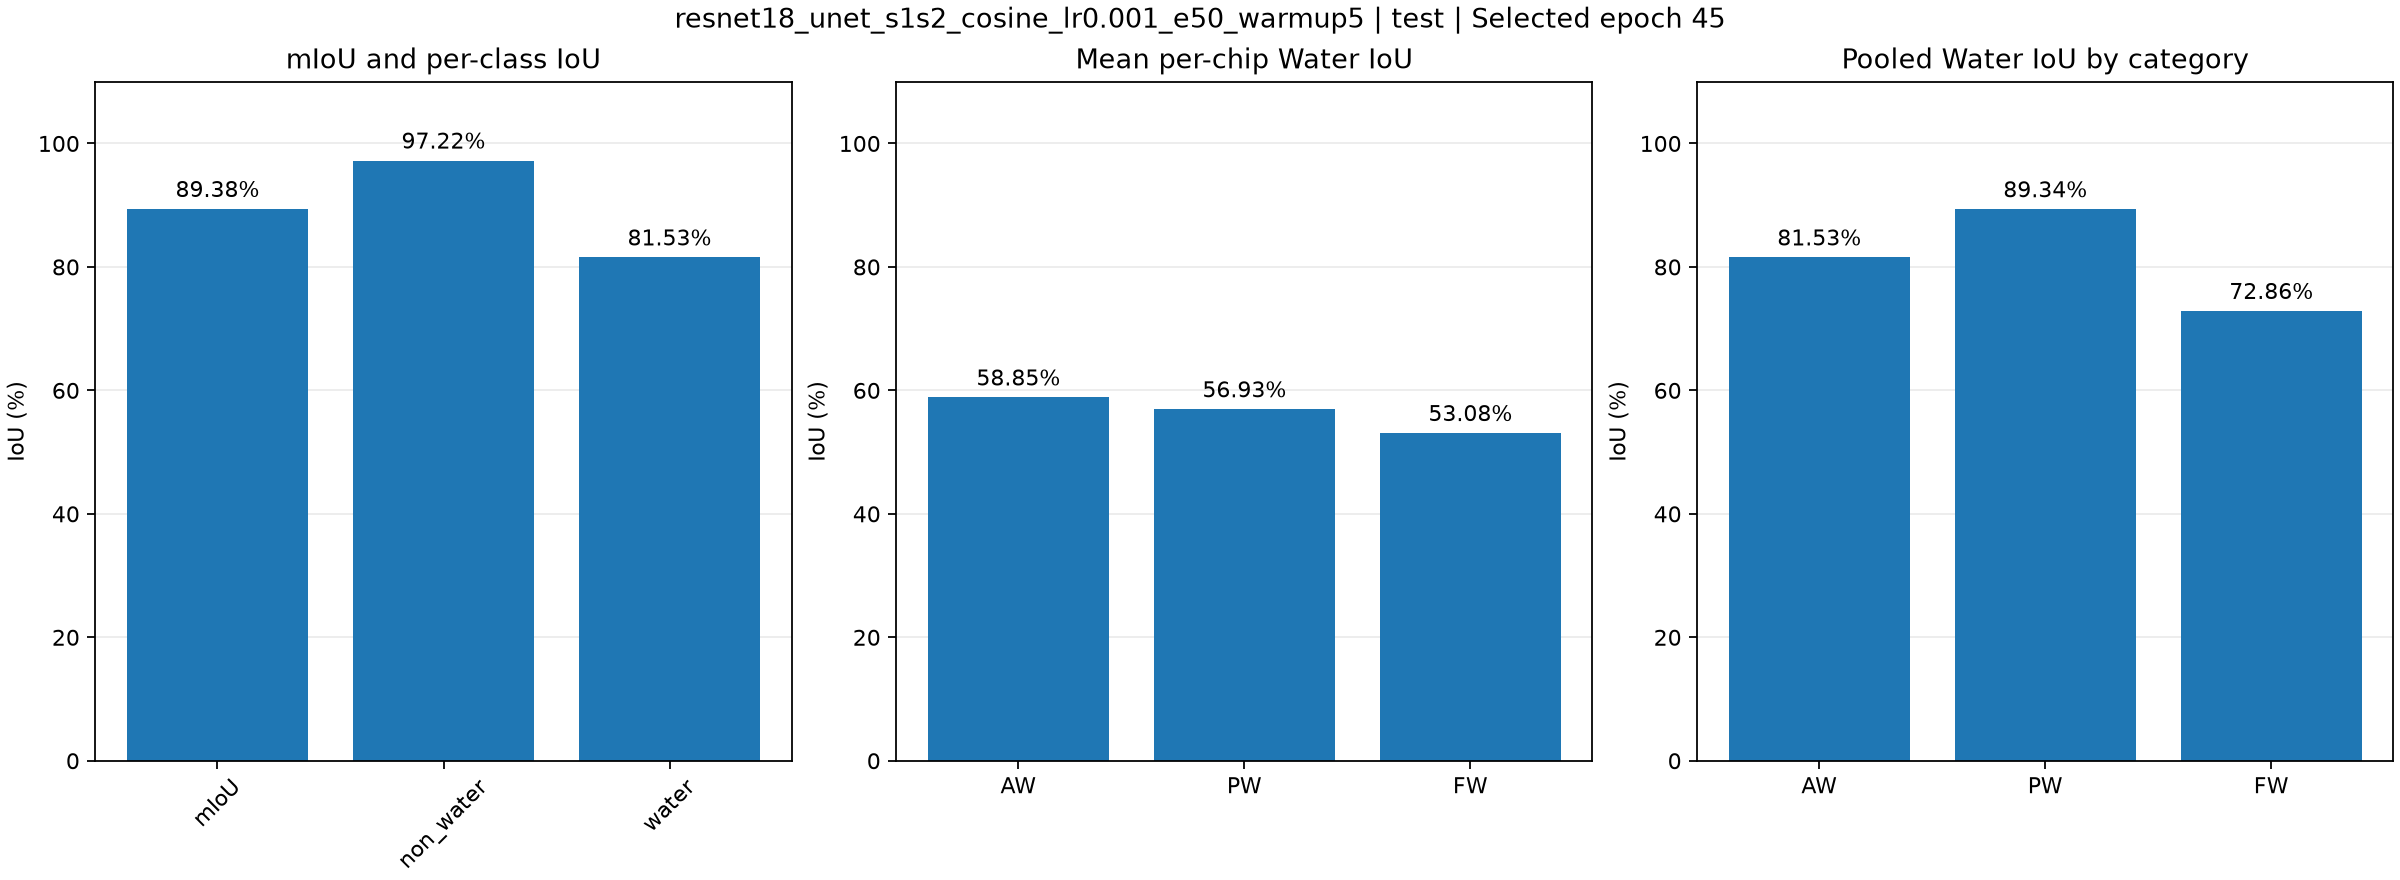 resnet18_unet_s1s2_cosine_lr0.001_e50_warmup5 | test | Selected epoch 45
mIoU and per-class IoU
IoU (%)
100
80
60
40
20
0
89.38%
97.22%
81.53%
mIoU
non_water
water
Mean per-chip Water IoU
IoU (%)
100
80
60
40
20
0
58.85%
56.93%
53.08%
AW
PW
FW
Pooled Water IoU by category
IoU (%)
100
80
60
40
20
0
81.53%
89.34%
72.86%
AW
PW
FW